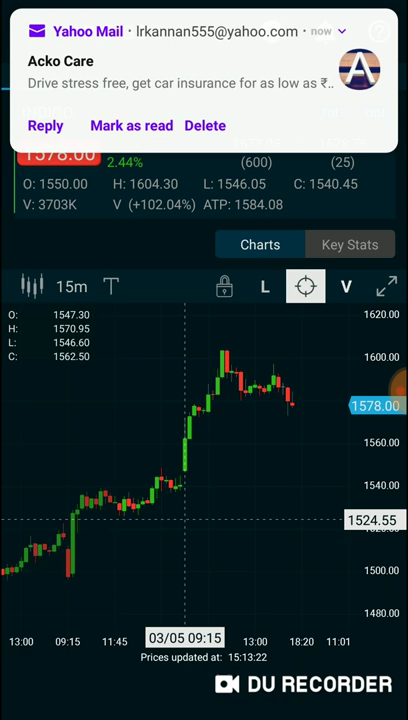 Yahoo Mail · lrkannan555@yahoo.com · now
Acko Care
Drive stress free, get car insurance for as low as ₹..
Reply Mark as read Delete
1578.00 2.44% (600) (25)
O: 1550.00 H: 1604.30 L: 1546.05 C: 1540.45
V: 3703K V (+102.04%) ATP: 1584.08
Charts Key Stats
15m T L V
O: 1547.30
H: 1570.95
L: 1546.60
C: 1562.50
1620.00
1600.00
1578.00
1560.00
1540.00
1524.55
1500.00
1480.00
13:00 09:15 11:45 03/05 09:15 13:00 18:20 11:01
Prices updated at: 15:13:22
DU RECORDER